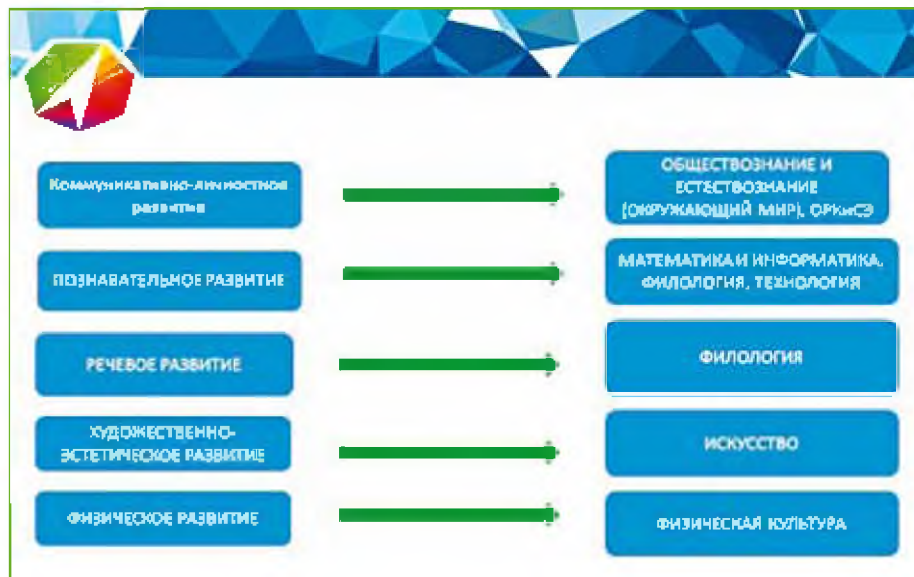 Коммуникативно-личностное
развитие
ОБЩЕСТВОЗНАНИЕ И
ЕСТЕСТВОЗНАНИЕ
(ОКРУЖАЮЩИЙ МИР), ОРКиСЭ
ПОЗНАВАТЕЛЬНОЕ РАЗВИТИЕ
МАТЕМАТИКА И ИНФОРМАТИКА,
ФИЛОЛОГИЯ, ТЕХНОЛОГИЯ
РЕЧЕВОЕ РАЗВИТИЕ
ФИЛОЛОГИЯ
ХУДОЖЕСТВЕННО-
ЭСТЕТИЧЕСКОЕ РАЗВИТИЕ
ИСКУССТВО
ФИЗИЧЕСКОЕ РАЗВИТИЕ
ФИЗИЧЕСКАЯ КУЛЬТУРА